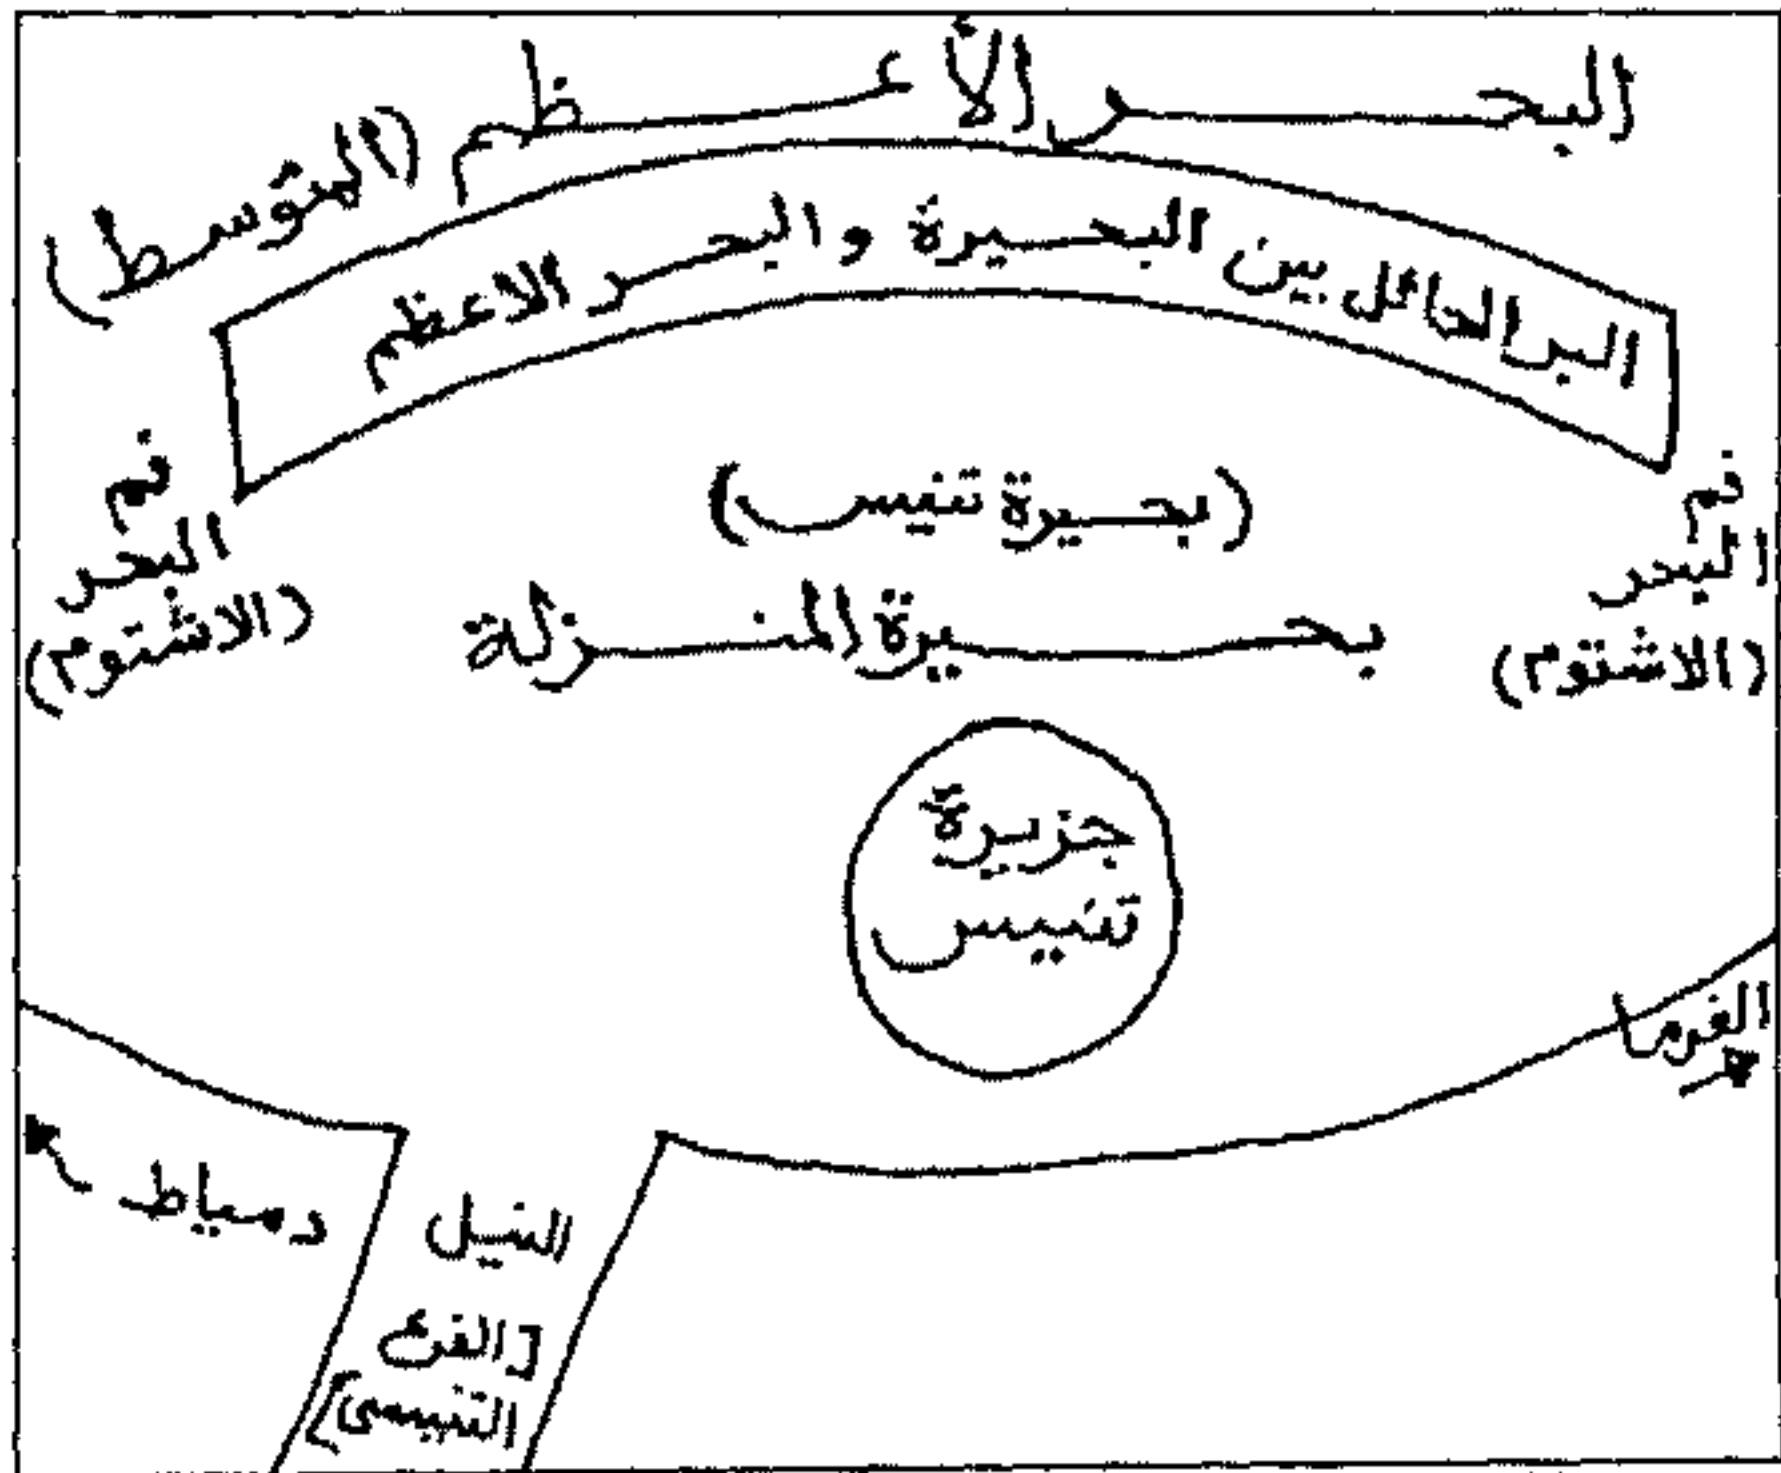 البحر الأعظم (المتوسط)
البر الحائل بين البحيرة والبحر الاعظم
فم
البحر
(الاشتوم)
(بحيرة تنيس)
بحيرة المنزلة
فم
البحر
(الاشتوم)
جزيرة
تنيس
الفرما
دمياط
النيل
[الفرع
التنيسى]